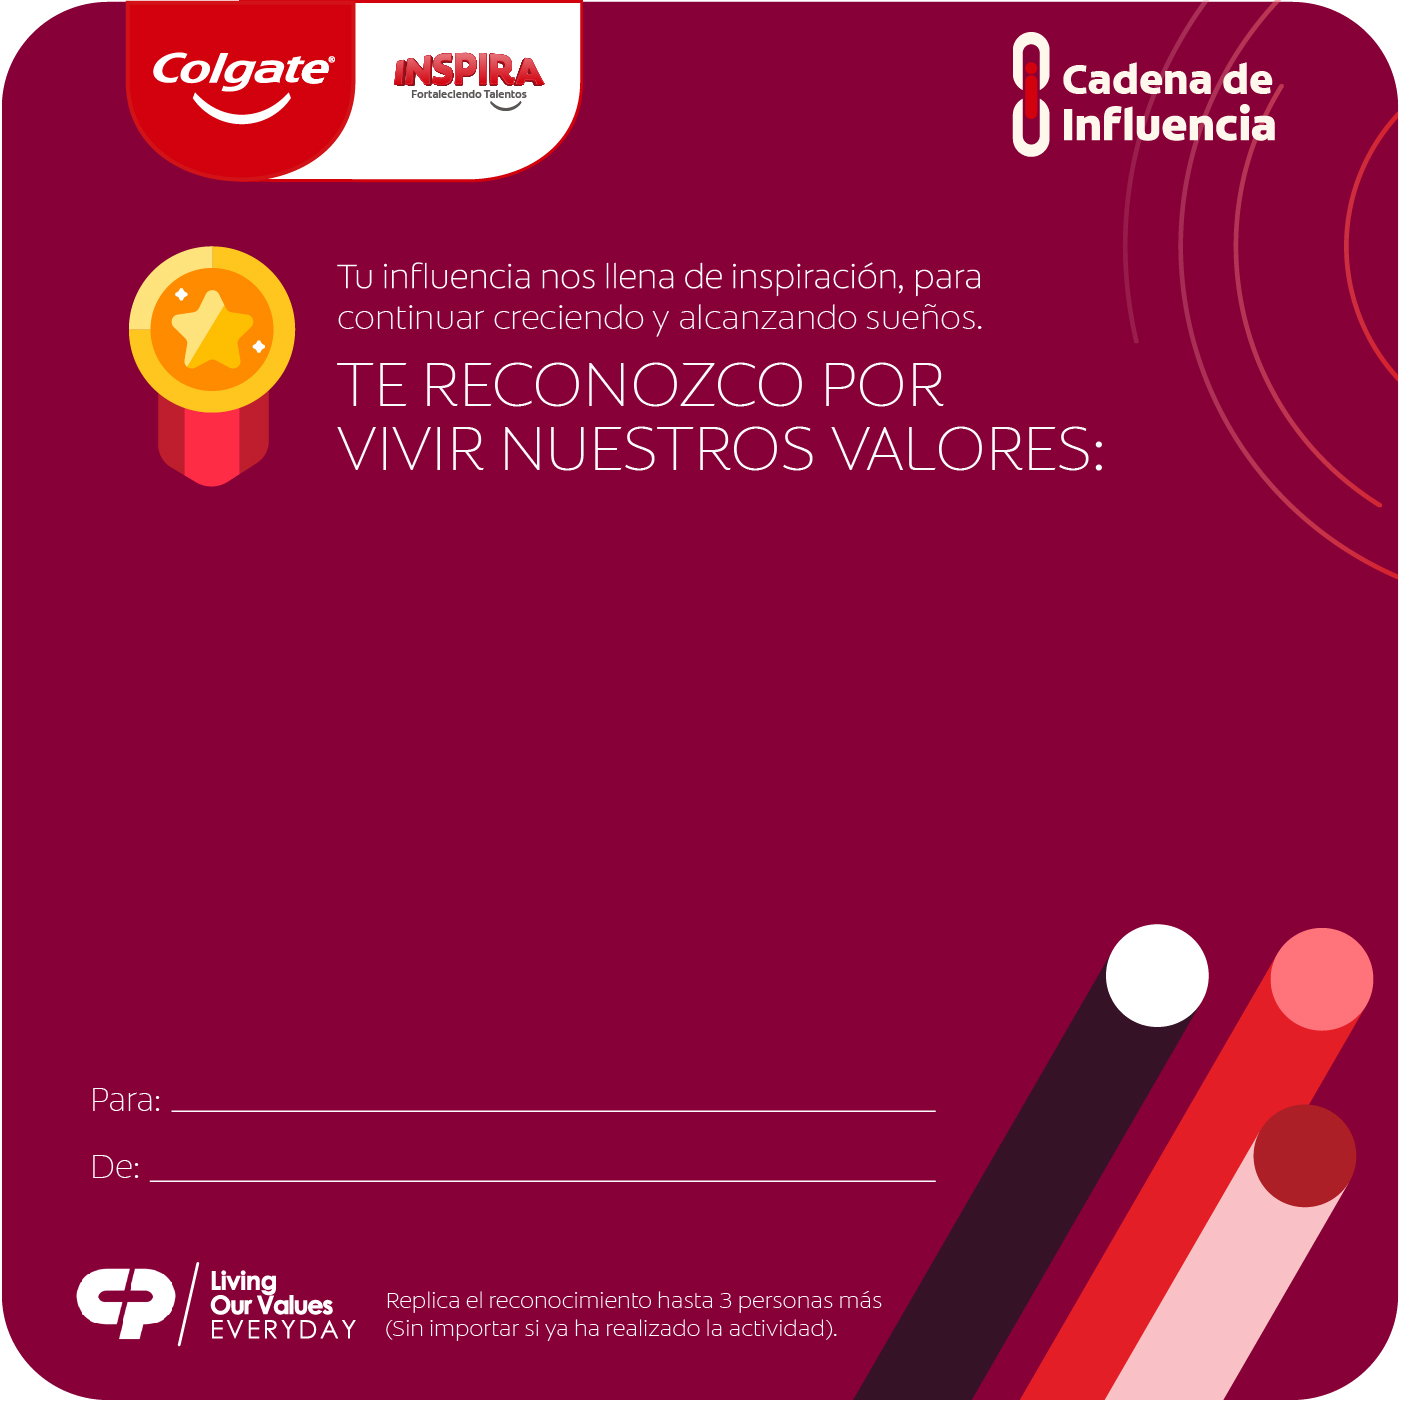 Colgate®
INSPIRA
Fortaleciendo Talentos
Cadena de
Influencia
Tu influencia nos llena de inspiración, para
continuar creciendo y alcanzando sueños.
TE RECONOZCO POR
VIVIR NUESTROS VALORES:
Para:
De:
CP
Living
Our Values
EVERYDAY
Replica el reconocimiento hasta 3 personas más
(Sin importar si ya ha realizado la actividad).